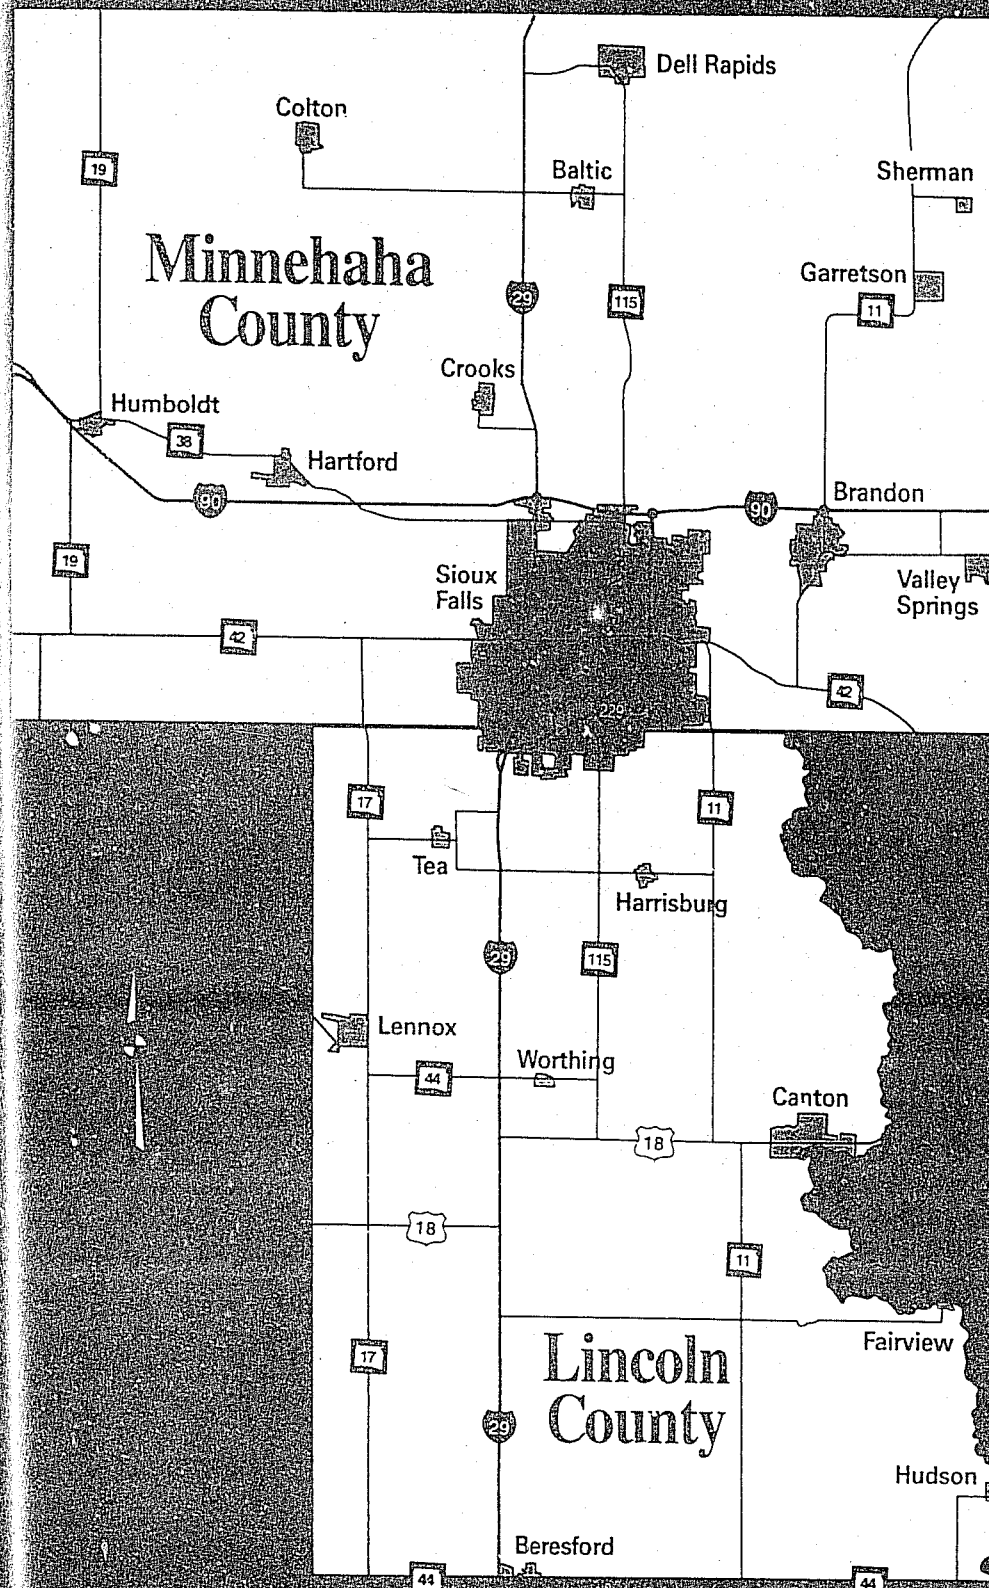 Dell Rapids
Colton
19
Baltic
Sherman
Minnehaha
County
Garretson
29
115
11
Crooks
Humboldt
38
Hartford
90
90
Brandon
19
Sioux
Falls
Valley
Springs
42
42
229
17
11
Tea
Harrisburg
29
115
Lennox
Worthing
44
Canton
18
18
11
Fairview
17
Lincoln
County
29
Hudson
Beresford
44
44